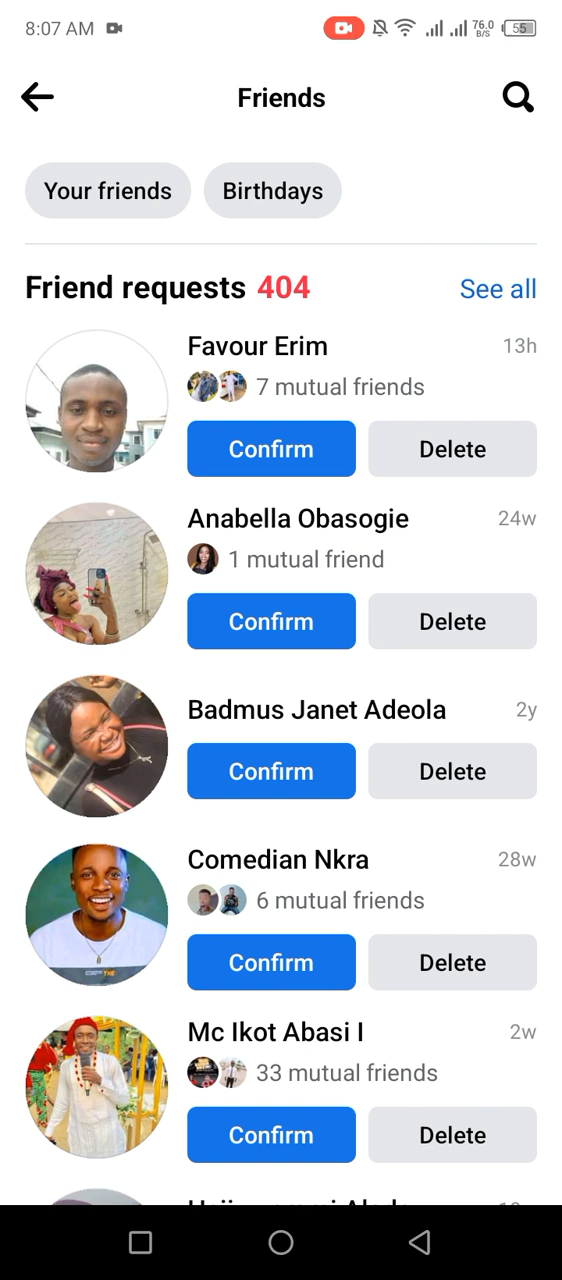 8:07 AM
76.0
B/S
55
Friends
Your friends
Birthdays
Friend requests 404
See all
Favour Erim
13h
7 mutual friends
Confirm
Delete
Anabella Obasogie
24w
1 mutual friend
Confirm
Delete
Badmus Janet Adeola
2y
Confirm
Delete
Comedian Nkra
28w
6 mutual friends
Confirm
Delete
Mc Ikot Abasi I
2w
33 mutual friends
Confirm
Delete